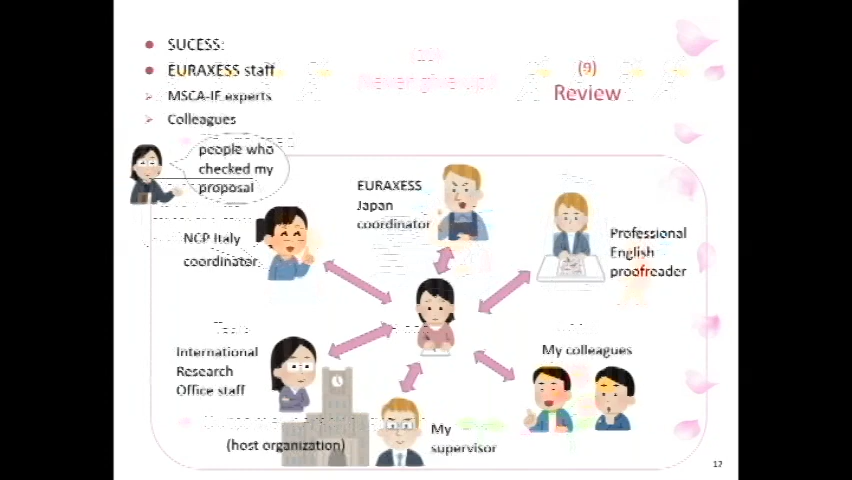 SUCESS:
EURAXESS staff
MSCA-IF experts
Colleagues
Never give up!
(9)
Review
people who
checked my
proposal
EURAXESS
Japan
coordinator
NCP Italy
coordinator
Professional
English
proofreader
International
Research
Office staff
My colleagues
(host organization)
My
supervisor
17